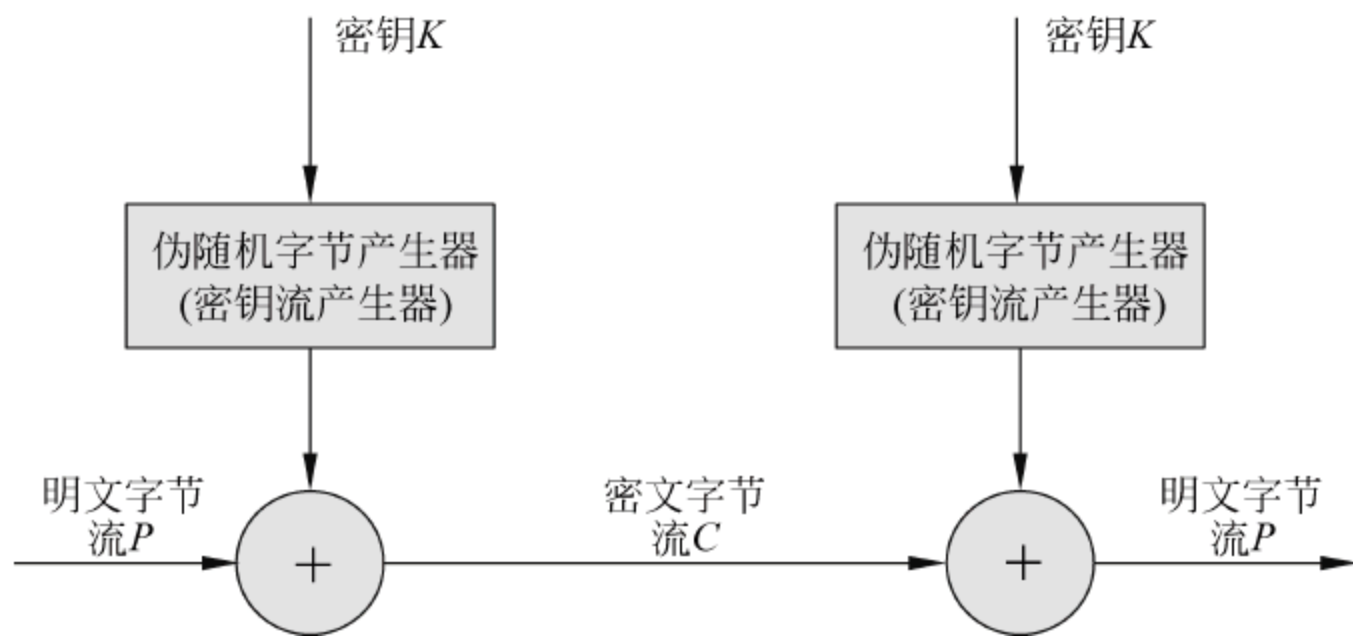 密钥K
密钥K
伪随机字节产生器
(密钥流产生器)
伪随机字节产生器
(密钥流产生器)
明文字节
流P
+
密文字节
流C
+
明文字节
流P